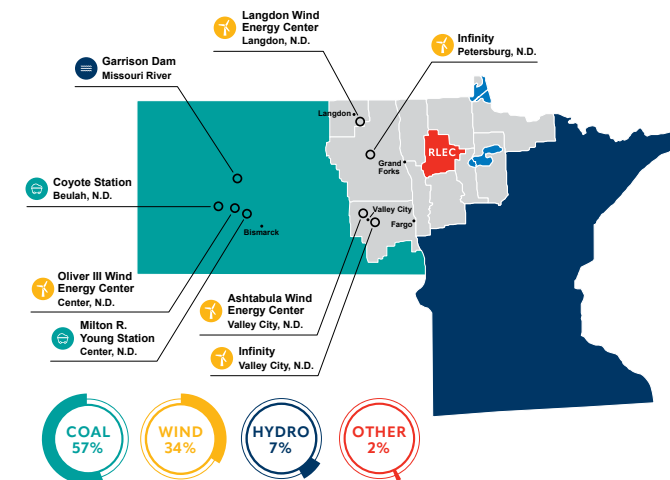 Langdon Wind
Energy Center
Langdon, N.D.
Infinity
Petersburg, N.D.
Garrison Dam
Missouri River
Langdon
RLEC
Grand
Forks
Coyote Station
Beulah, N.D.
Valley City
Fargo
Bismarck
Oliver III Wind
Energy Center
Center, N.D.
Ashtabula Wind
Energy Center
Valley City, N.D.
Milton R.
Young Station
Center, N.D.
Infinity
Valley City, N.D.
COAL
57%
WIND
34%
HYDRO
7%
OTHER
2%